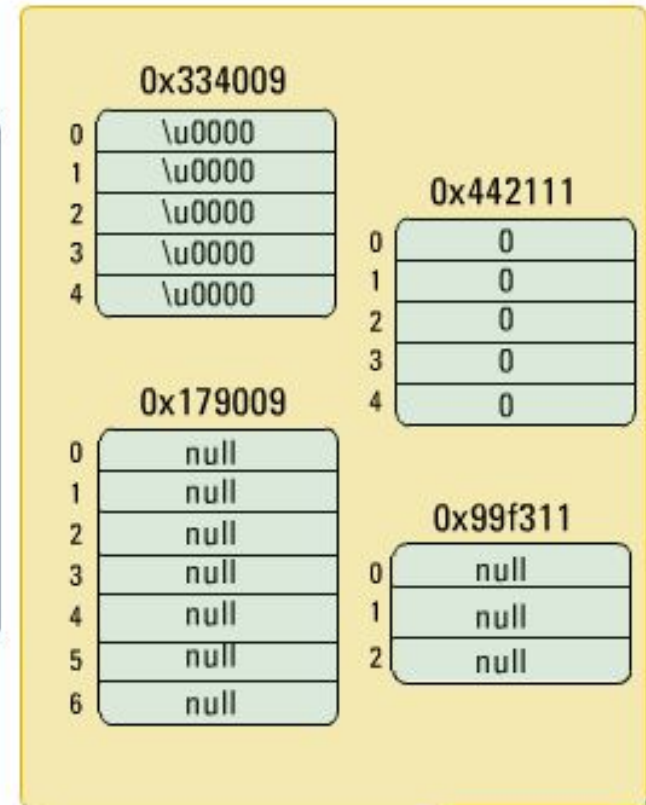 0x334009
0 \u0000
1 \u0000
2 \u0000
3 \u0000
4 \u0000
0x442111
0 0
1 0
2 0
3 0
4 0
0x179009
0 null
1 null
2 null
3 null
4 null
5 null
6 null
0x99f311
0 null
1 null
2 null